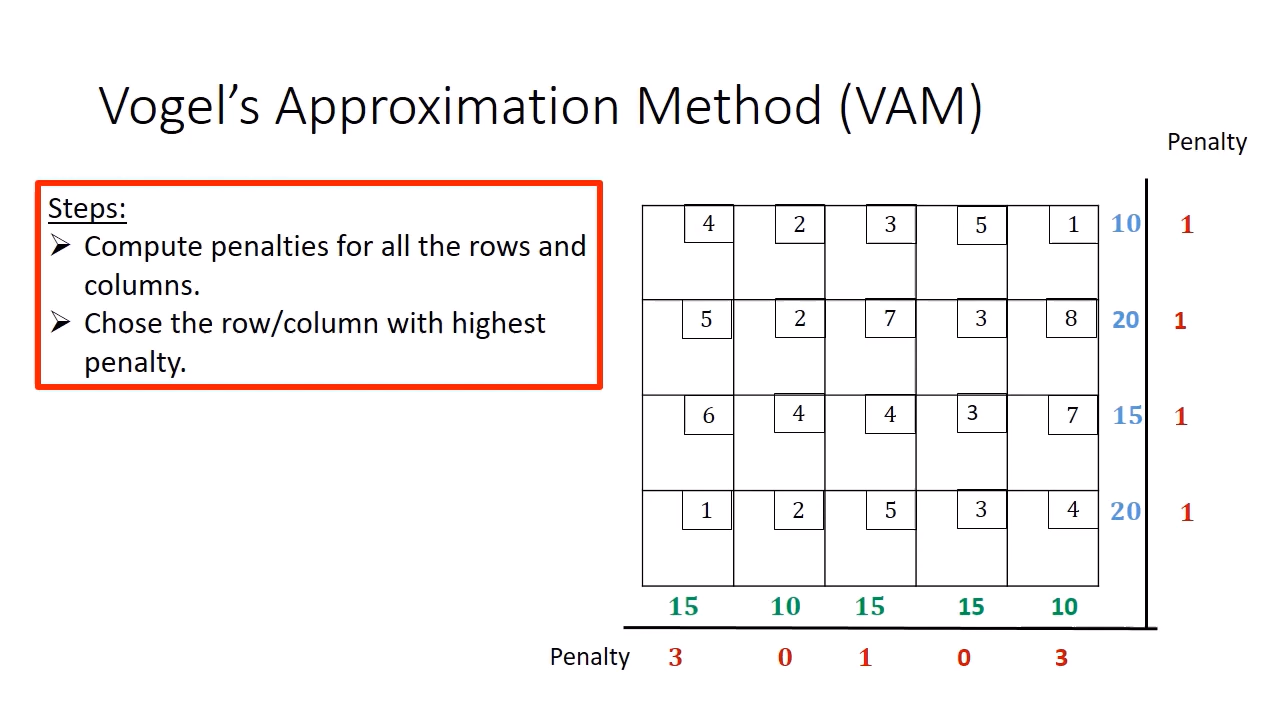 Vogel's Approximation Method (VAM)
Penalty
Steps:
➢ Compute penalties for all the rows and
columns.
➢ Chose the row/column with highest
penalty.
4 2 3 5 1 10 1
5 2 7 3 8 20 1
6 4 4 3 7 15 1
1 2 5 3 4 20 1
15 10 15 15 10
Penalty 3 0 1 0 3